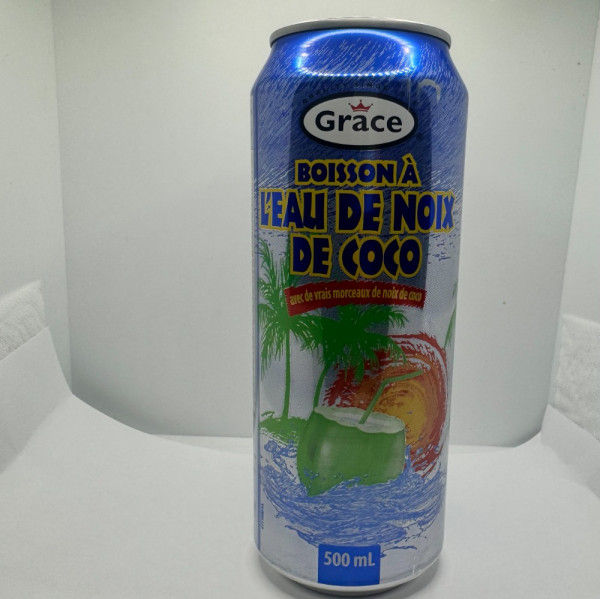 Grace
BOISSON À
L'EAU DE NOIX
DE COCO
avec de vrais morceaux de noix de coco
500 mL